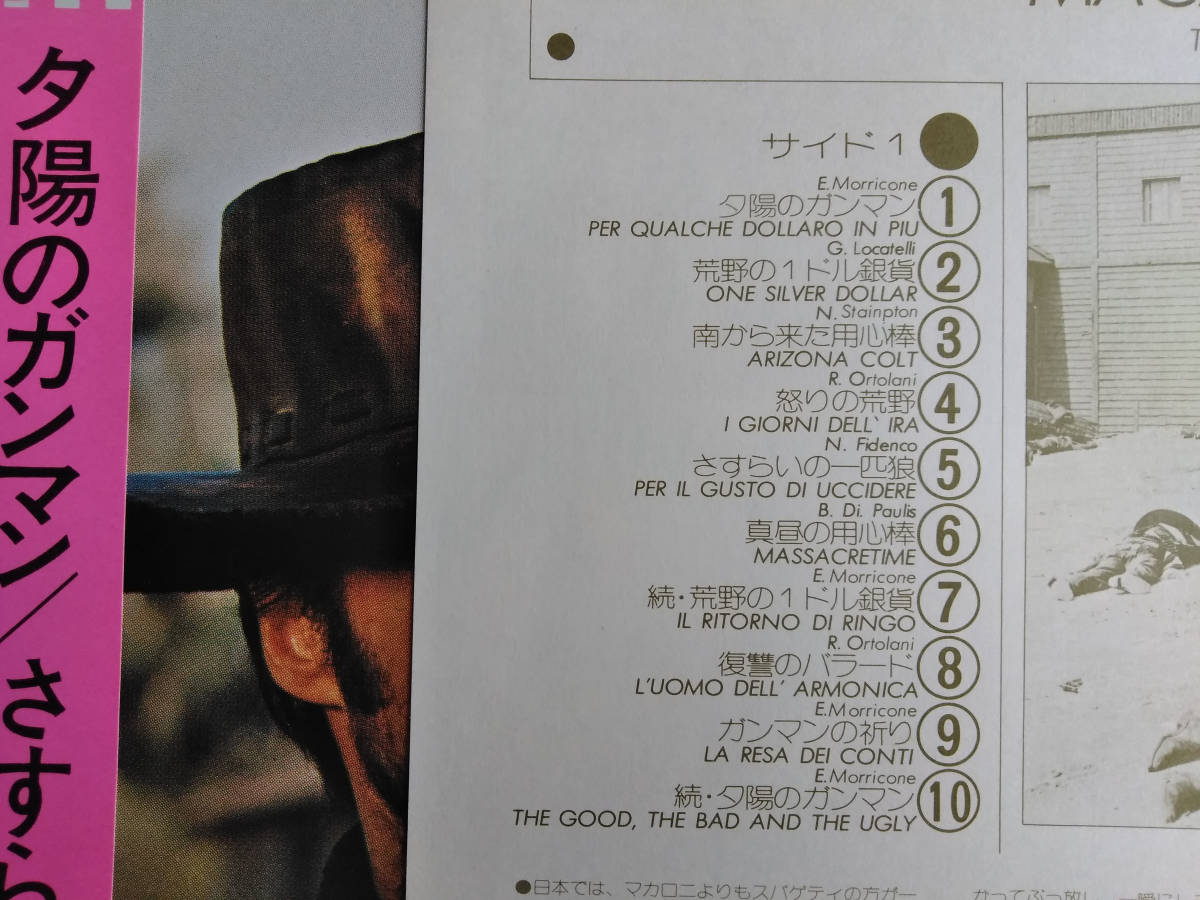 夕陽のガンマン/さすら
サイド1
E.Morricone
夕陽のガンマン
PER QUALCHE DOLLARO IN PIU
1
G. Locatelli
荒野の1ドル銀貨
ONE SILVER DOLLAR
2
N. Stainpton
南から来た用心棒
ARIZONA COLT
3
R. Ortolani
怒りの荒野
I GIORNI DELL` IRA
4
N. Fidenco
さすらいの一匹狼
PER IL GUSTO DI UCCIDERE
5
B. Di. Paulis
真昼の用心棒
MASSACRETIME
6
E. Morricone
続・荒野の1ドル銀貨
IL RITORNO DI RINGO
7
R. Ortolani
復讐のバラード
L'UOMO DELL' ARMONICA
8
E.Morricone
ガンマンの祈り
LA RESA DEI CONTI
9
E.Morricone
続・夕陽のガンマン
THE GOOD, THE BAD AND THE UGLY
10
●日本では、マカロニよりもスパゲティの方がー